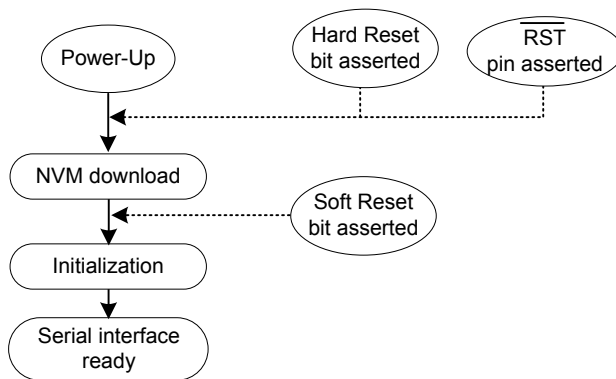 Power-Up
Hard Reset
bit asserted
RST
pin asserted
NVM download
Soft Reset
bit asserted
Initialization
Serial interface
ready